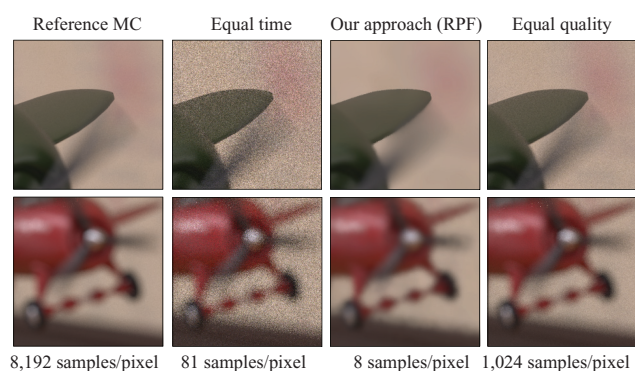 Reference MC Equal time Our approach (RPF) Equal quality
8,192 samples/pixel 81 samples/pixel 8 samples/pixel 1,024 samples/pixel